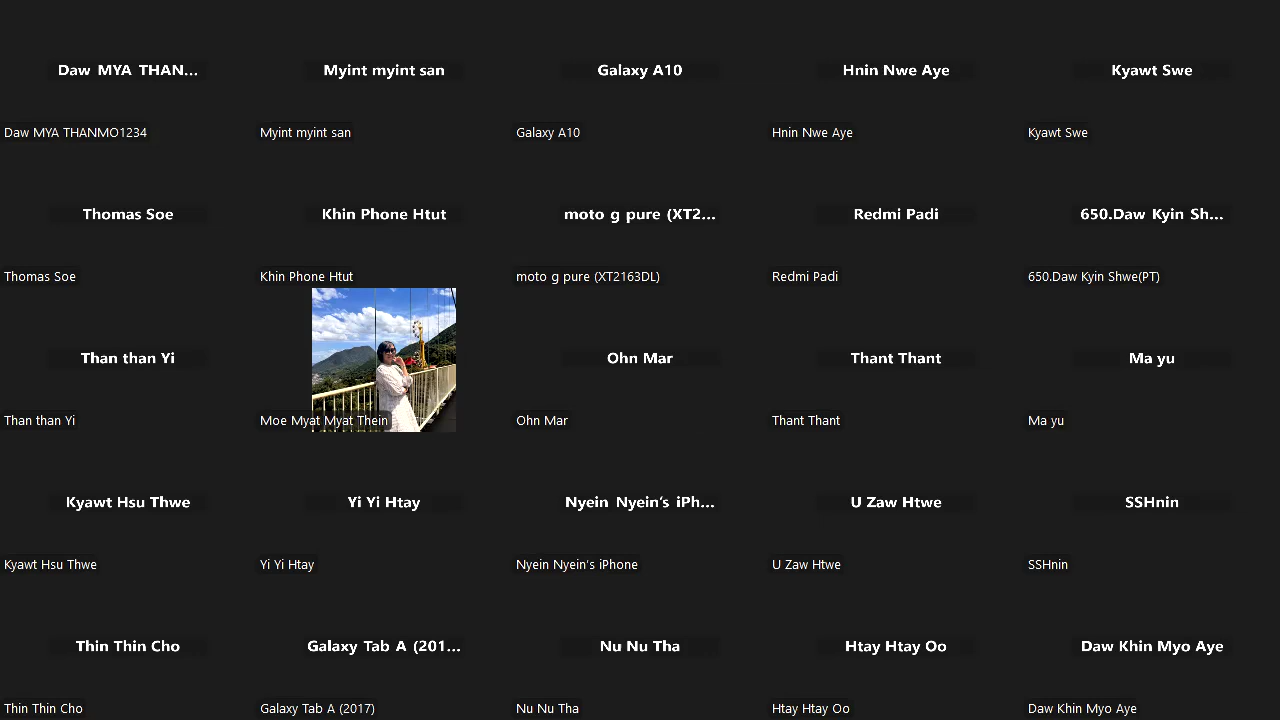 Daw MYA THAN...
Myint myint san
Galaxy A10
Hnin Nwe Aye
Kyawt Swe
Daw MYA THANMO1234
Myint myint san
Galaxy A10
Hnin Nwe Aye
Kyawt Swe
Thomas Soe
Khin Phone Htut
moto g pure (XT2...
Redmi Padi
650.Daw Kyin Sh...
Thomas Soe
Khin Phone Htut
moto g pure (XT2163DL)
Redmi Padi
650.Daw Kyin Shwe(PT)
Than than Yi
Ohn Mar
Thant Thant
Ma yu
Than than Yi
Moe Myat Myat Thein
Ohn Mar
Thant Thant
Ma yu
Kyawt Hsu Thwe
Yi Yi Htay
Nyein Nyein's iPh...
U Zaw Htwe
SSHnin
Kyawt Hsu Thwe
Yi Yi Htay
Nyein Nyein's iPhone
U Zaw Htwe
SSHnin
Thin Thin Cho
Galaxy Tab A (201...
Nu Nu Tha
Htay Htay Oo
Daw Khin Myo Aye
Thin Thin Cho
Galaxy Tab A (2017)
Nu Nu Tha
Htay Htay Oo
Daw Khin Myo Aye